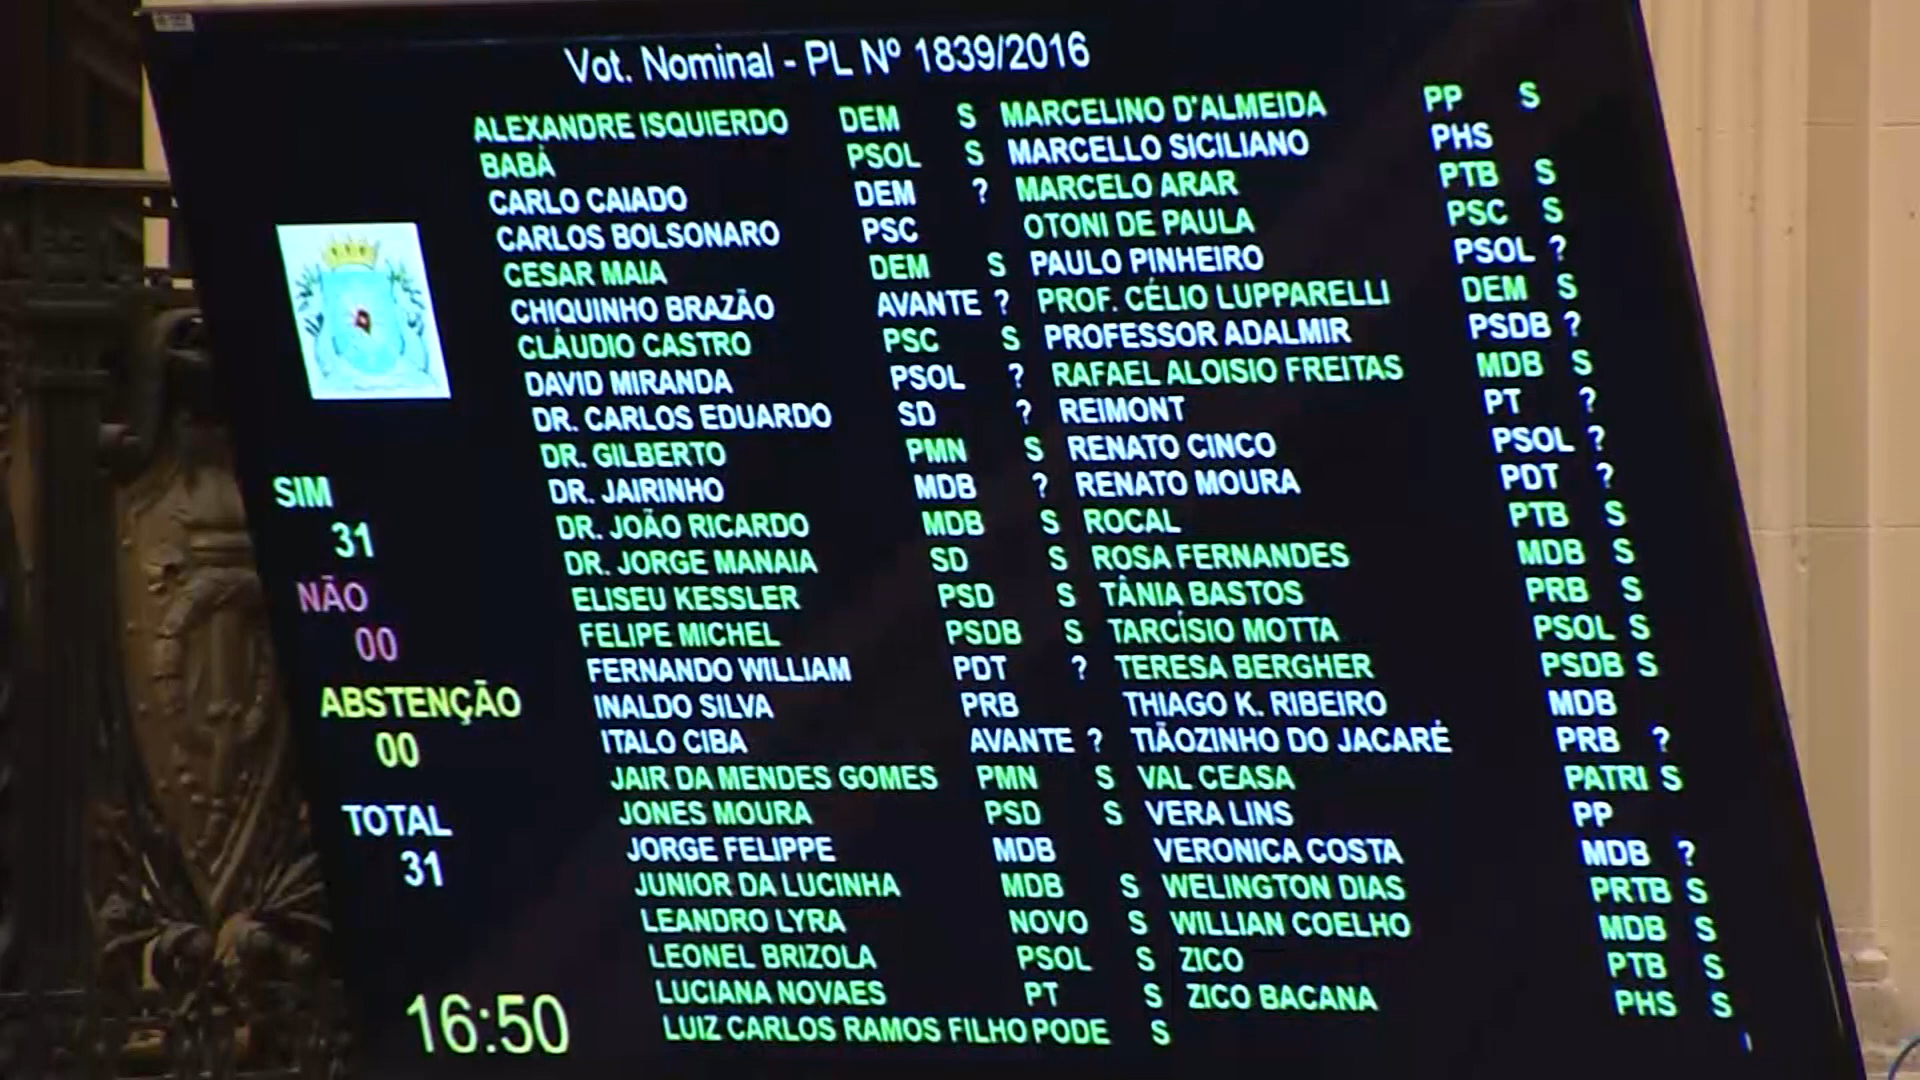 Vot. Nominal - PL Nº 1839/2016
ALEXANDRE ISQUIERDO DEM S
BABÁ PSOL S
CARLO CAIADO DEM ?
CARLOS BOLSONARO PSC
CESAR MAIA DEM S
CHIQUINHO BRAZÃO AVANTE ?
CLÁUDIO CASTRO PSC S
DAVID MIRANDA PSOL ?
DR. CARLOS EDUARDO SD ?
DR. GILBERTO PMN S
DR. JAIRINHO MDB ?
DR. JOÃO RICARDO MDB S
DR. JORGE MANAIA SD S
ELISEU KESSLER PSD S
FELIPE MICHEL PSDB S
FERNANDO WILLIAM PDT ?
INALDO SILVA PRB
ITALO CIBA AVANTE ?
JAIR DA MENDES GOMES PMN S
JONES MOURA PSD S
JORGE FELIPPE MDB
JUNIOR DA LUCINHA MDB S
LEANDRO LYRA NOVO S
LEONEL BRIZOLA PSOL S
LUCIANA NOVAES PT S
LUIZ CARLOS RAMOS FILHO PODE S
MARCELINO D'ALMEIDA PP S
MARCELLO SICILIANO PHS
MARCELO ARAR PTB S
OTONI DE PAULA PSC S
PAULO PINHEIRO PSOL ?
PROF. CÉLIO LUPPARELLI DEM S
PROFESSOR ADALMIR PSDB ?
RAFAEL ALOISIO FREITAS MDB S
REIMONT PT ?
RENATO CINCO PSOL ?
RENATO MOURA PDT ?
ROCAL PTB S
ROSA FERNANDES MDB S
TÂNIA BASTOS PRB S
TARCÍSIO MOTTA PSOL S
TERESA BERGHER PSDB S
THIAGO K. RIBEIRO MDB
TIÃOZINHO DO JACARÉ PRB ?
VAL CEASA PATRI S
VERA LINS PP
VERONICA COSTA MDB ?
WELINGTON DIAS PRTB S
WILLIAN COELHO MDB S
ZICO PTB S
ZICO BACANA PHS S
SIM
31
NÃO
00
ABSTENÇÃO
00
TOTAL
31
16:50